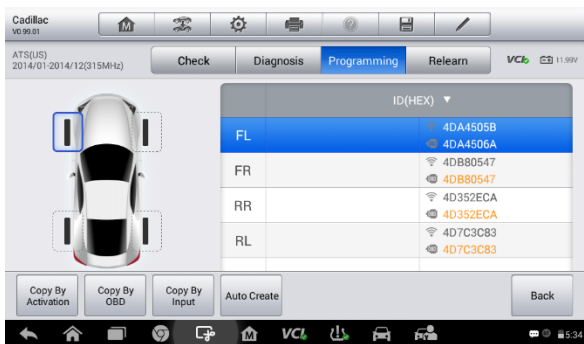 Cadillac
V0.99.01
ATS(US)
2014/01-2014/12(315MHz)
Check
Diagnosis
Programming
Relearn
VCI
11.99V
ID(HEX) ▼
FL
4DA4505B
4DA4506A
FR
4DB80547
4DB80547
RR
4D352ECA
4D352ECA
RL
4D7C3C83
4D7C3C83
Copy By
Activation
Copy By
OBD
Copy By
Input
Auto Create
Back
VCI
5:34